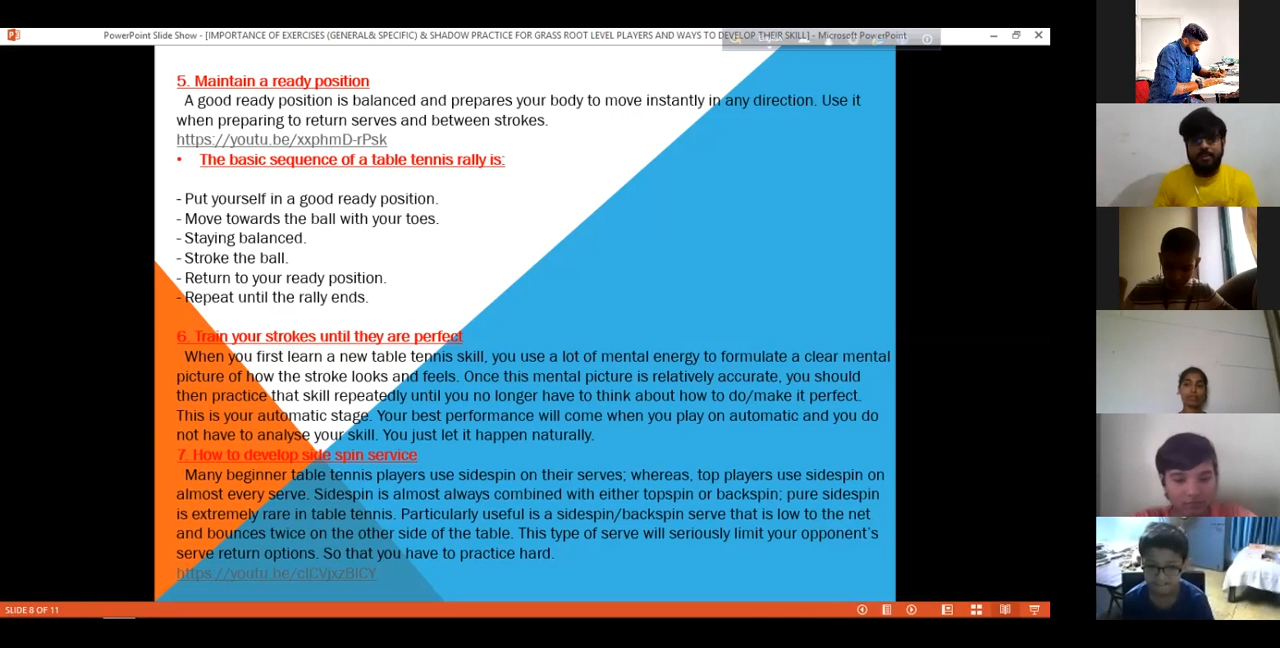 PowerPoint Slide Show - [IMPORTANCE OF EXERCISES (GENERAL& SPECIFIC) & SHADOW PRACTICE FOR GRASS ROOT LEVEL PLAYERS AND WAYS TO DEVELOP THEIR SKILL] - Microsoft PowerPoint
5. Maintain a ready position
A good ready position is balanced and prepares your body to move instantly in any direction. Use it
when preparing to return serves and between strokes.
https://youtu.be/xxphmD-rPsk
• The basic sequence of a table tennis rally is:
- Put yourself in a good ready position.
- Move towards the ball with your toes.
- Staying balanced.
- Stroke the ball.
- Return to your ready position.
- Repeat until the rally ends.
6. Train your strokes until they are perfect
When you first learn a new table tennis skill, you use a lot of mental energy to formulate a clear mental
picture of how the stroke looks and feels. Once this mental picture is relatively accurate, you should
then practice that skill repeatedly until you no longer have to think about how to do/make it perfect.
This is your automatic stage. Your best performance will come when you play on automatic and you do
not have to analyse your skill. You just let it happen naturally.
7. How to develop side spin service
Many beginner table tennis players use sidespin on their serves; whereas, top players use sidespin on
almost every serve. Sidespin is almost always combined with either topspin or backspin; pure sidespin
is extremely rare in table tennis. Particularly useful is a sidespin/backspin serve that is low to the net
and bounces twice on the other side of the table. This type of serve will seriously limit your opponent's
serve return options. So that you have to practice hard.
SLIDE 8 OF 11